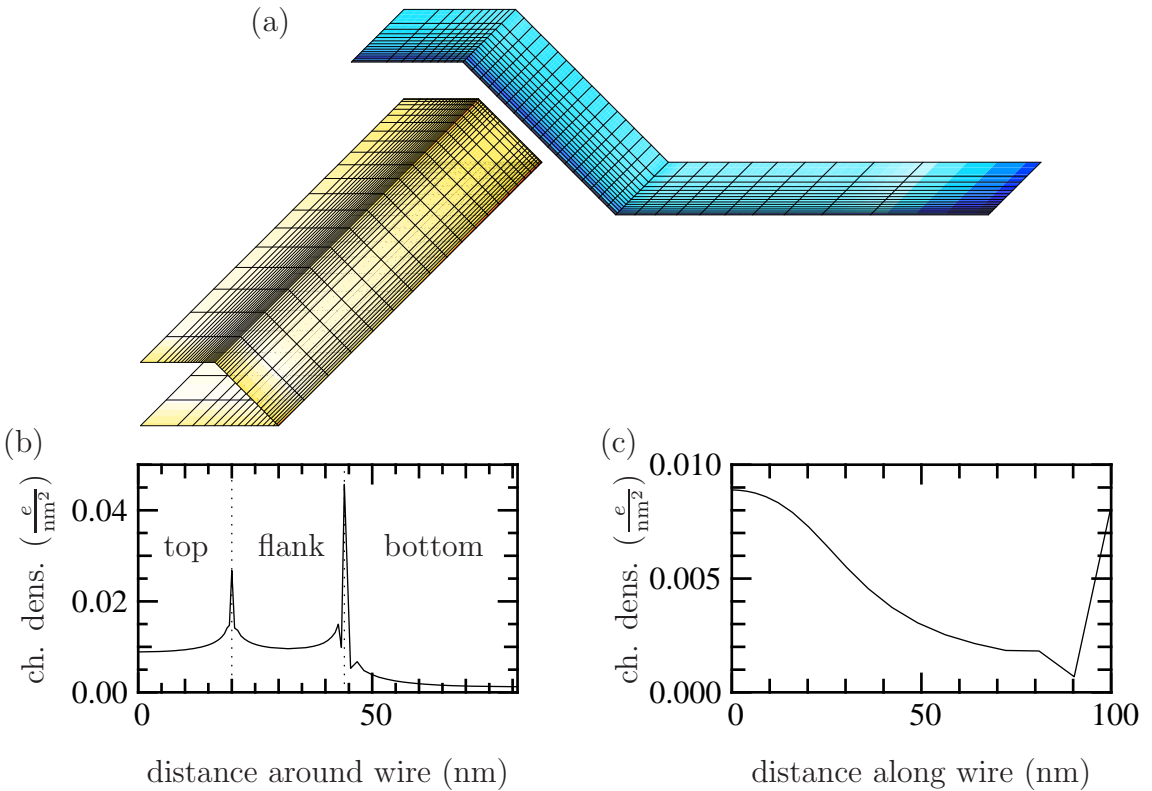 (a)
(b)
ch. dens. (e/nm²)
0.04
0.02
0.00
top flank bottom
0 50
distance around wire (nm)
(c)
ch. dens. (e/nm²)
0.010
0.005
0.000
0 50 100
distance along wire (nm)